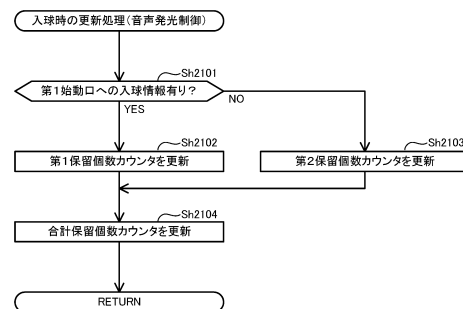 入球時の更新処理(音声発光制御)
Sh2101
第1始動口への入球情報有り?
NO
YES
Sh2102
Sh2103
第1保留個数カウンタを更新
第2保留個数カウンタを更新
Sh2104
合計保留個数カウンタを更新
RETURN